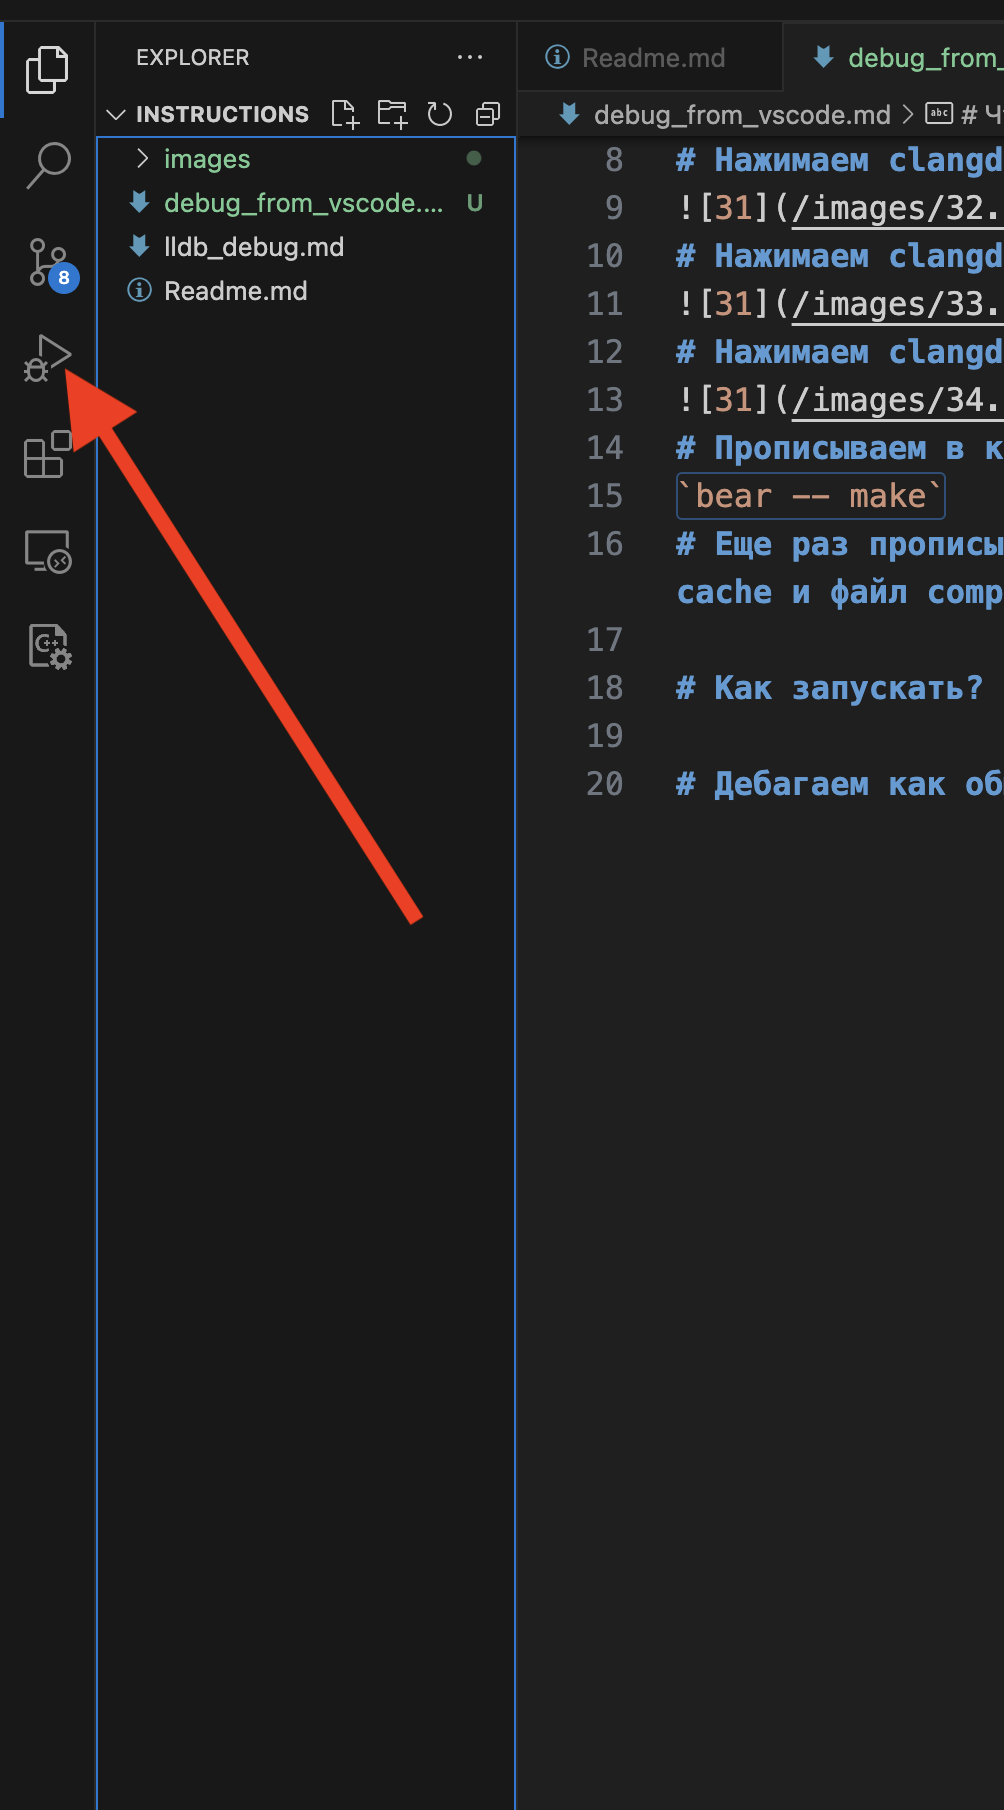 EXPLORER
INSTRUCTIONS
images
debug_from_vscode.... U
lldb_debug.md
Readme.md
8
Readme.md
debug_from_
debug_from_vscode.md > abc #
8 # Нажимаем clangd
9 ![31](/images/32.
10 # Нажимаем clangd
11 ![31](/images/33.
12 # Нажимаем clangd
13 ![31](/images/34.
14 # Прописываем в к
15 `bear -- make`
16 # Еще раз прописы
cache и файл comp
17
18 # Как запускать?
19
20 # Дебагаем как об
C++